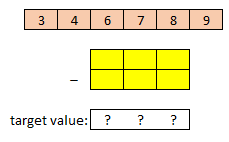 3 4 6 7 8 9
–
target value: ? ? ?